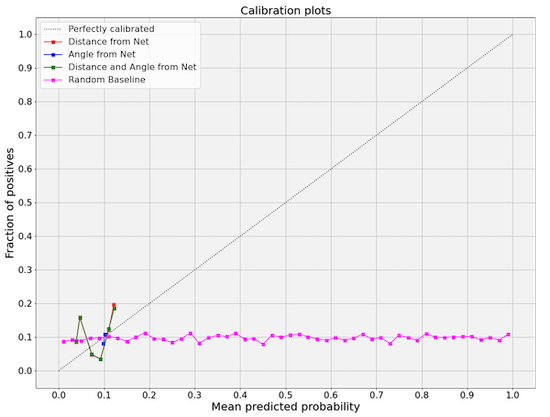 Calibration plots
Perfectly calibrated
Distance from Net
Angle from Net
Distance and Angle from Net
Random Baseline
Fraction of positives
1.0
0.9
0.8
0.7
0.6
0.5
0.4
0.3
0.2
0.1
0.0
0.0 0.1 0.2 0.3 0.4 0.5 0.6 0.7 0.8 0.9 1.0
Mean predicted probability